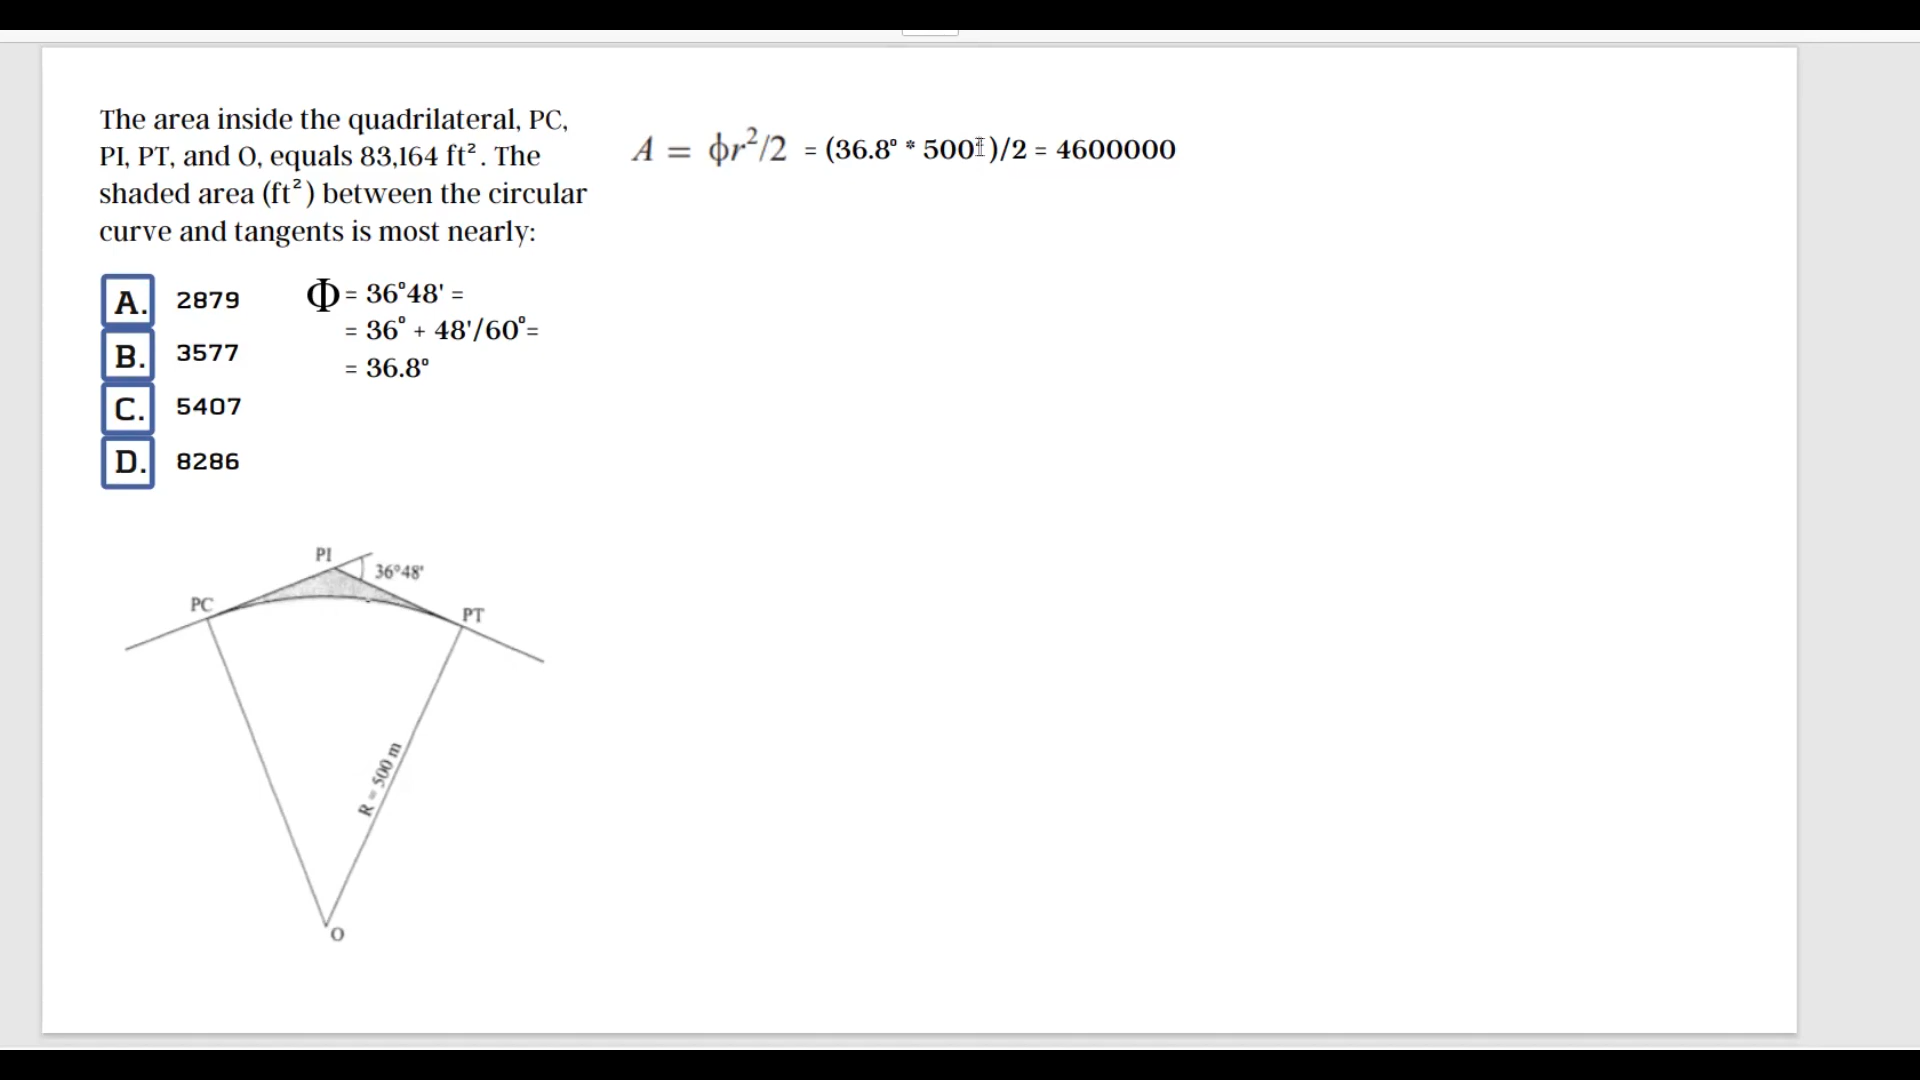 The area inside the quadrilateral, PC,
PI, PT, and O, equals 83,164 ft². The
shaded area (ft²) between the circular
curve and tangents is most nearly:
A = ϕr²/2 = (36.8° * 500²)/2 = 4600000
A. 2879
B. 3577
C. 5407
D. 8286
Φ = 36°48' =
= 36° + 48'/60° =
= 36.8°
PI
36°48'
PC
PT
R = 500 m
O